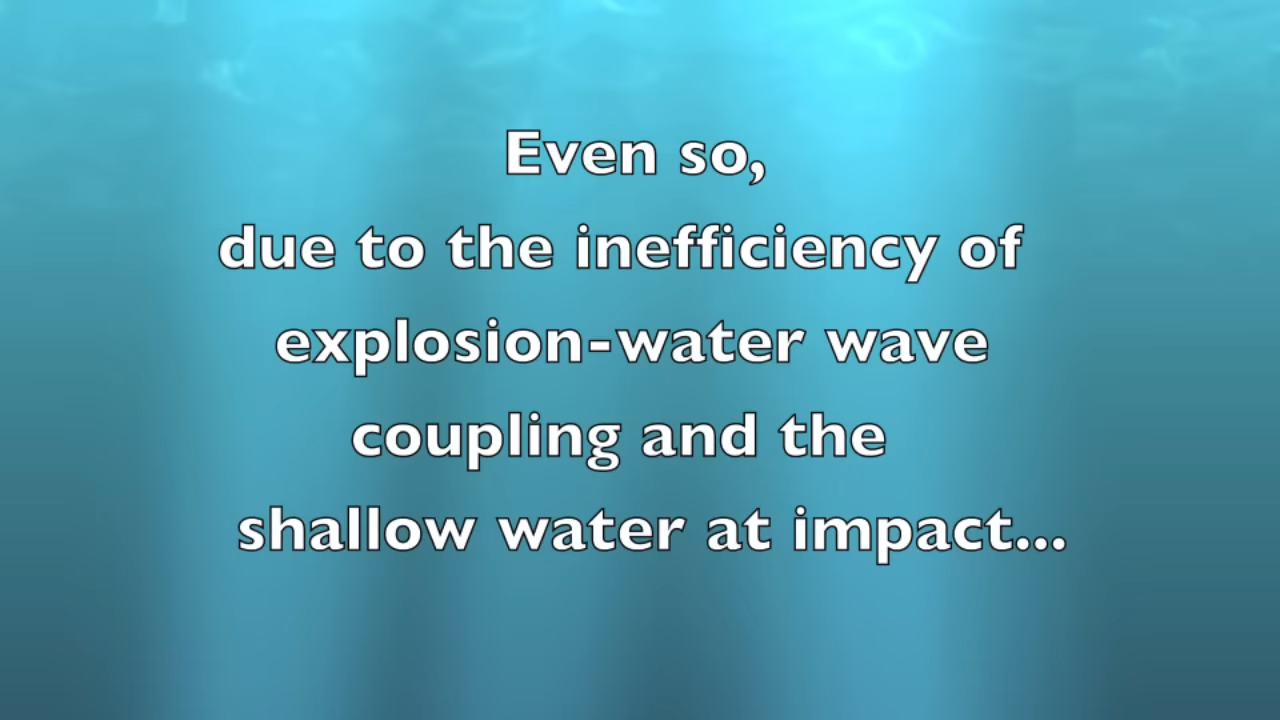 Even so,
due to the inefficiency of
explosion-water wave
coupling and the
shallow water at impact...